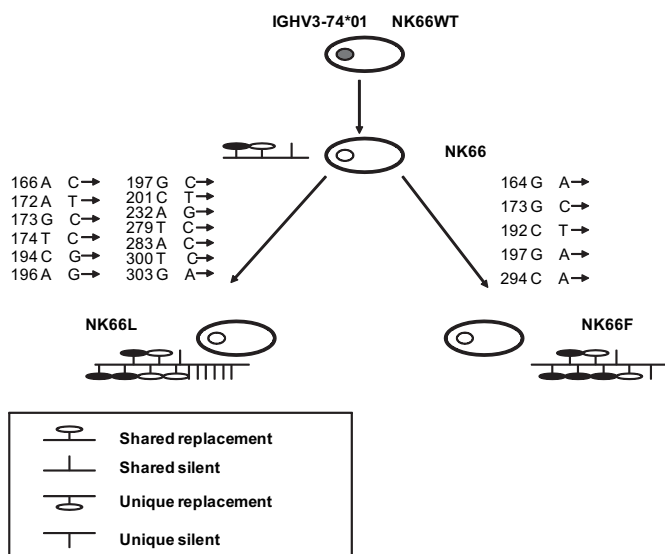 IGHV3-74*01 NK66WT
NK66
166 A C→
172 A T→
173 G C→
174 T C→
194 C G→
196 A G→
197 G C→
201 C T→
232 A G→
279 T C→
283 A C→
300 T C→
303 G A→
164 G A→
173 G C→
192 C T→
197 G A→
294 C A→
NK66L
NK66F
Shared replacement
Shared silent
Unique replacement
Unique silent